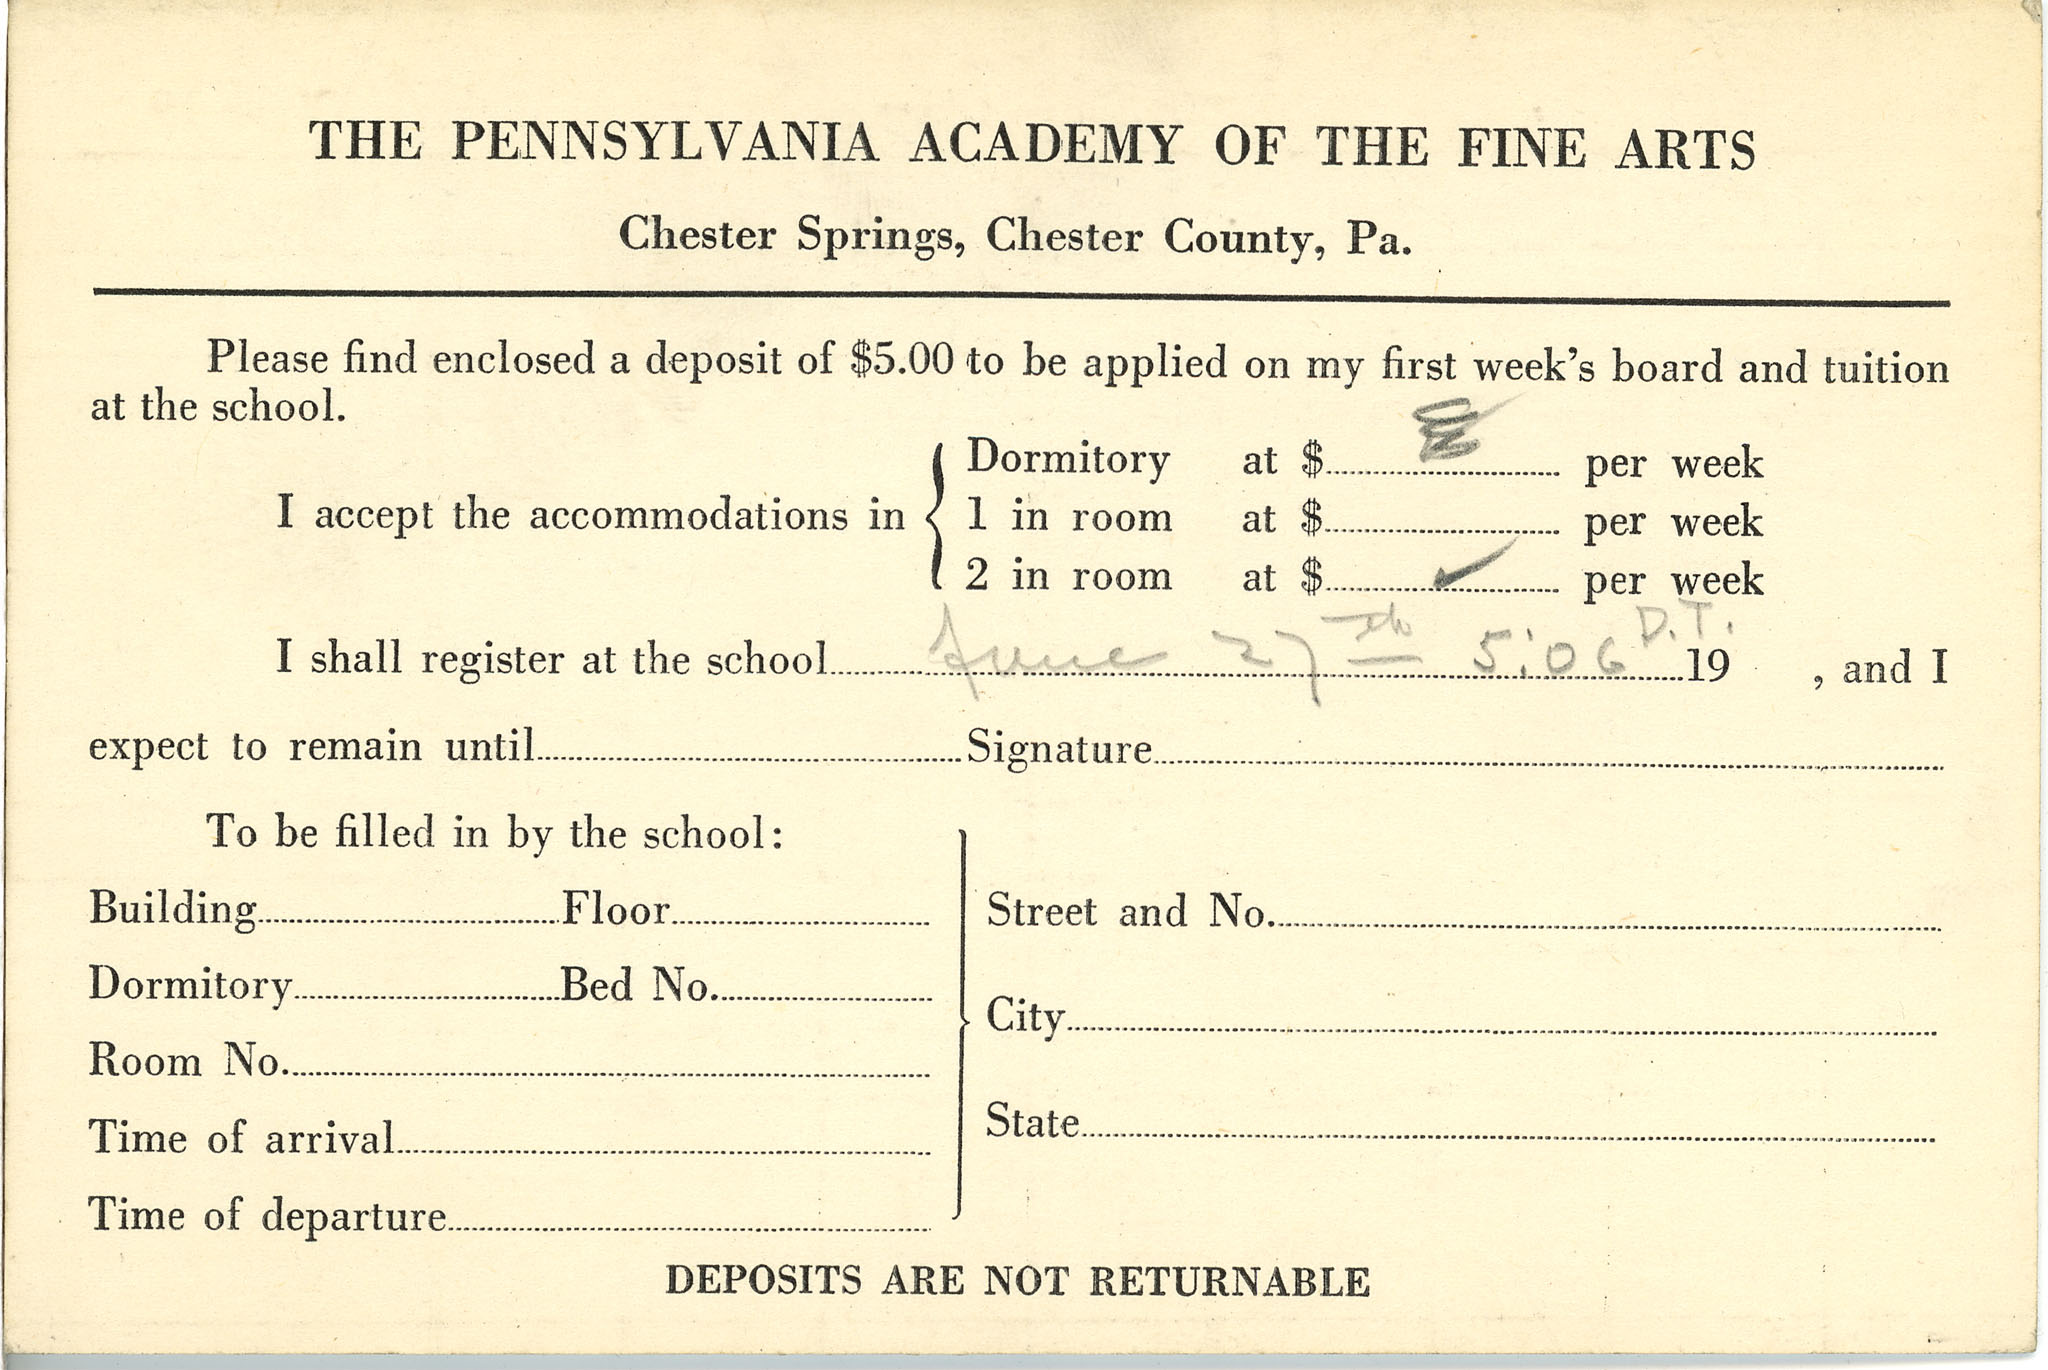 THE PENNSYLVANIA ACADEMY OF THE FINE ARTS
Chester Springs, Chester County, Pa.
Please find enclosed a deposit of $5.00 to be applied on my first week's board and tuition
at the school.
Dormitory at $ per week
I accept the accommodations in 1 in room at $ per week
2 in room at $ ✓ per week
I shall register at the school June 27th 5:06 D.T. 19 , and I
expect to remain until Signature
To be filled in by the school:
Building Floor
Dormitory Bed No.
Room No.
Time of arrival
Time of departure
Street and No.
City
State
DEPOSITS ARE NOT RETURNABLE